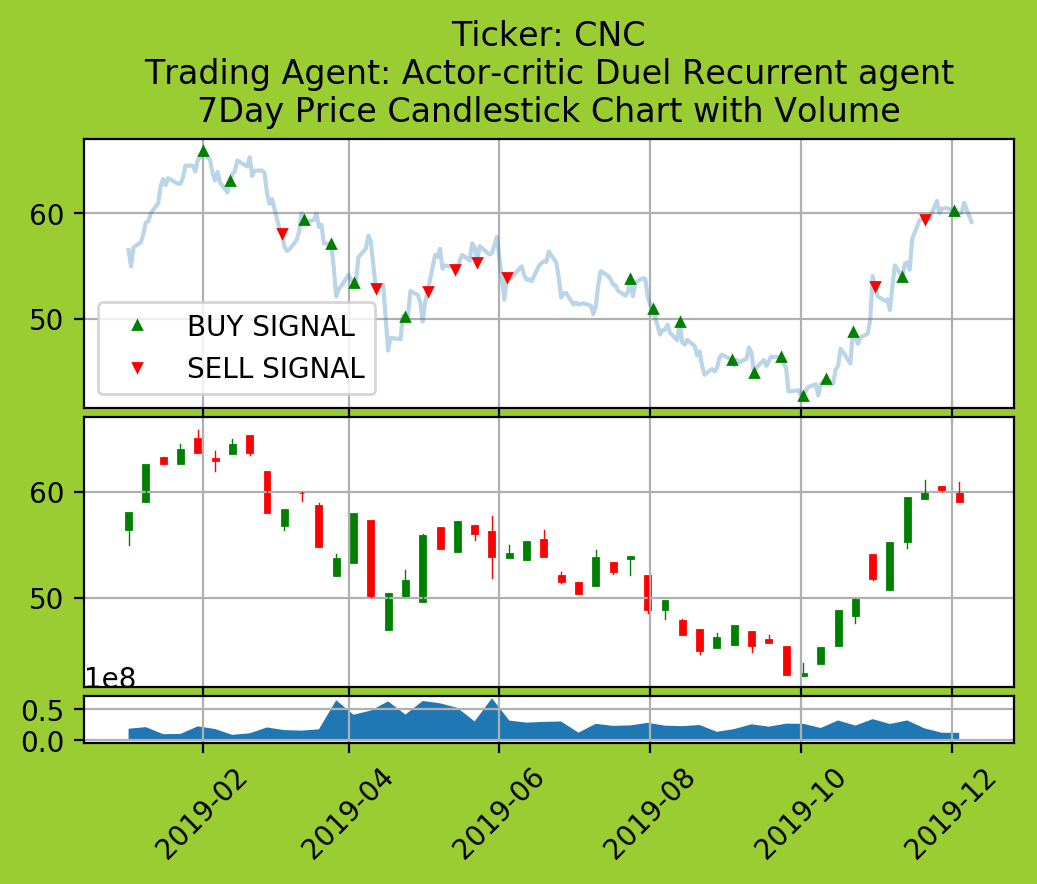 Ticker: CNC
Trading Agent: Actor-critic Duel Recurrent agent
7Day Price Candlestick Chart with Volume
60
50
BUY SIGNAL
SELL SIGNAL
60
50
1e8
0.5
0.0
2019-02
2019-04
2019-06
2019-08
2019-10
2019-12